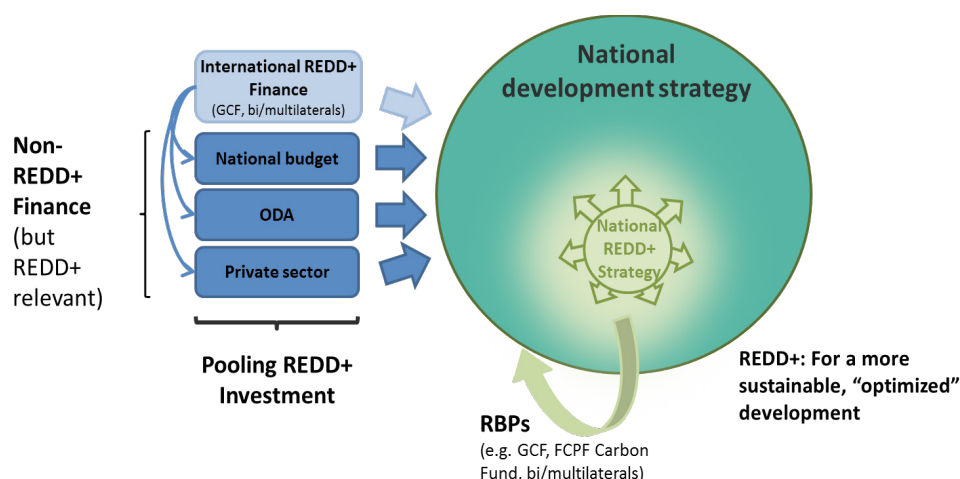 International REDD+
Finance
(GCF, bi/multilaterals)
Non-
REDD+
Finance
(but
REDD+
relevant)
National budget
ODA
Private sector
Pooling REDD+
Investment
National
development strategy
National
REDD+
Strategy
RBPs
(e.g. GCF, FCPF Carbon
Fund, bi/multilaterals)
REDD+: For a more
sustainable, “optimized”
development